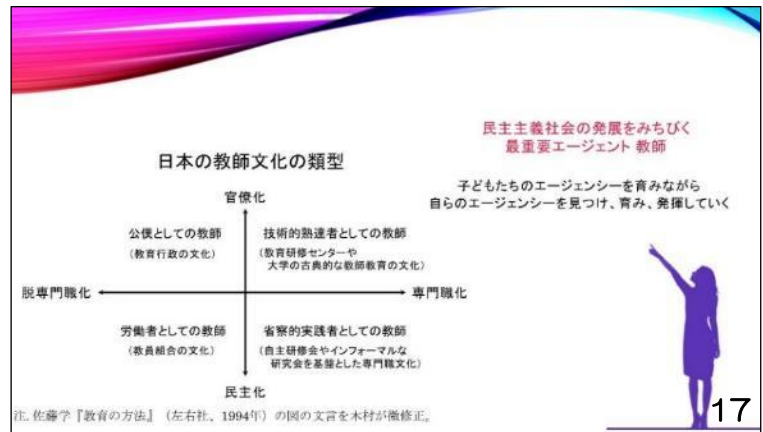 民主主義社会の発展をみちびく
最重要エージェント 教師
子どもたちのエージェンシーを育みながら
自らのエージェンシーを見つけ、育み、発揮していく
日本の教師文化の類型
官僚化
公僕としての教師
(教育行政の文化)
技術的熟達者としての教師
(教育研修センターや
大学の古典的な教師教育の文化)
脱専門職化
専門職化
労働者としての教師
(教員組合の文化)
省察的実践者としての教師
(自主研修会やインフォーマルな
研究会を基盤とした専門職文化)
民主化
注. 佐藤学『教育の方法』(左右社、1994年)の図の文言を木村が微修正。
17